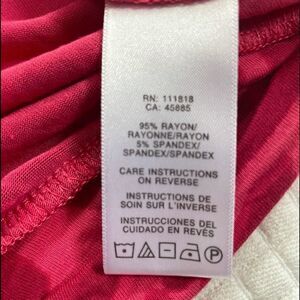 RN: 111818
CA: 45885
95% RAYON/
RAYONNE/RAYON
5% SPANDEX/
SPANDEX/SPANDEX
CARE INSTRUCTIONS
ON REVERSE
INSTRUCTIONS DE
SOIN SUR L'INVERSE
INSTRUCCIONES DEL
CUIDADO EN REVÉS
P